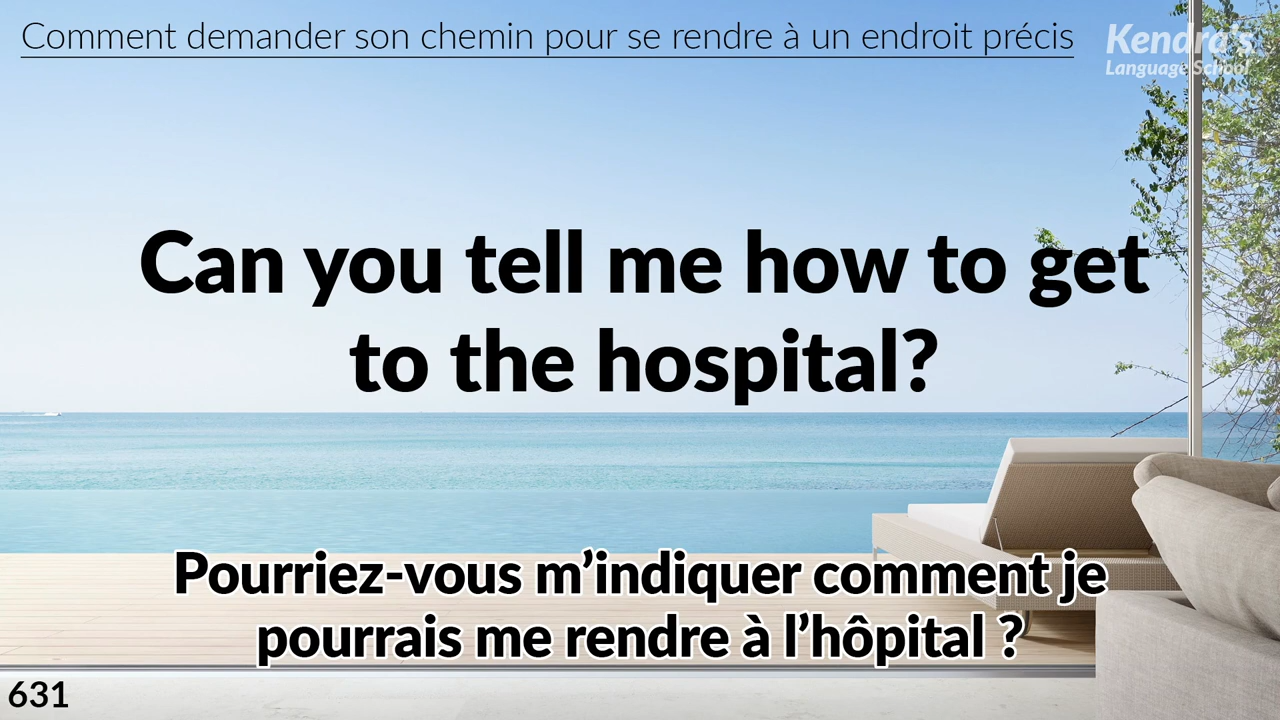 Comment demander son chemin pour se rendre à un endroit précis
Kendra's
Language School
Can you tell me how to get
to the hospital?
Pourriez-vous m’indiquer comment je
pourrais me rendre à l’hôpital ?
631